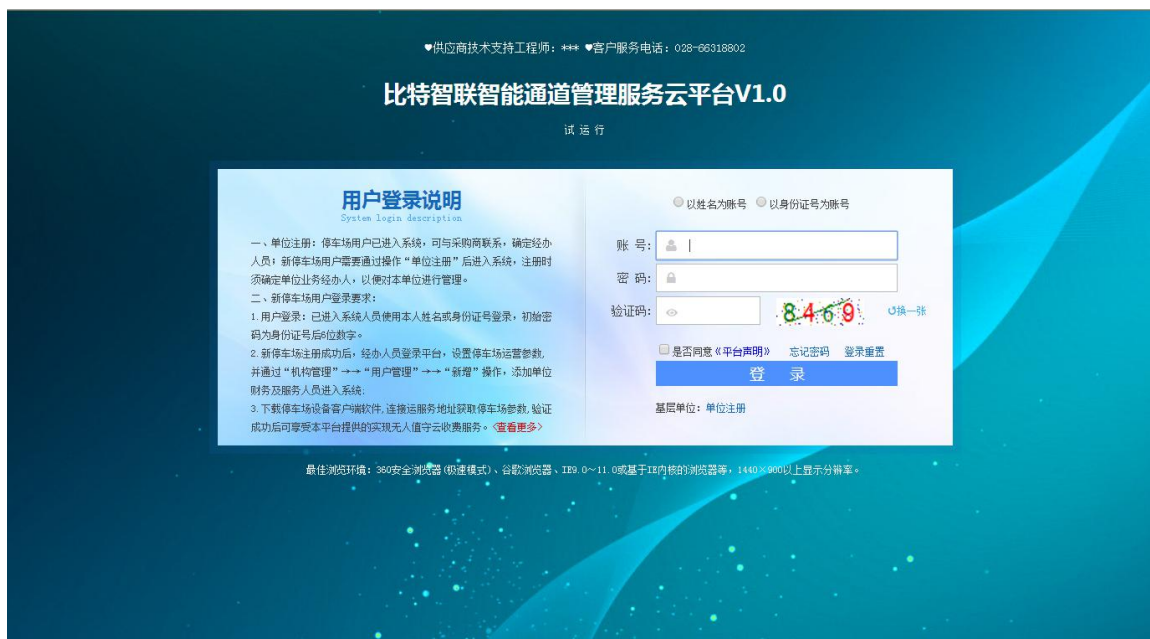 ♥供应商技术支持工程师：*** ♥客户服务电话：028-66318802
比特智联智能通道管理服务云平台V1.0
试 运 行
用户登录说明
System login description
一、单位注册：停车场用户已进入系统，可与采购商联系，确定经办
人员；新停车场用户需要通过操作“单位注册”后进入系统，注册时
须确定单位业务经办人，以便对本单位进行管理。
二、新停车场用户登录要求：
1.用户登录：已进入系统人员使用本人姓名或身份证号登录，初始密
码为身份证号后6位数字。
2.新停车场注册成功后，经办人员登录平台，设置停车场运营参数,
并通过“机构管理”→→“用户管理”→→“新增”操作，添加单位
财务及服务人员进入系统;
3.下载停车场设备客户端软件,连接运服务地址获取停车场参数,验证
成功后可享受本平台提供的实现无人值守云收费服务。<查看更多>
以姓名为账号 以身份证号为账号
账 号：
密 码：
验证码： 8469 换一张
是否同意《平台声明》 忘记密码 登录重置
登 录
基层单位：单位注册
最佳浏览环境：360安全浏览器(极速模式)、谷歌浏览器、IE9.0～11.0或基于IE内核的浏览器等，1440×900以上显示分辨率。